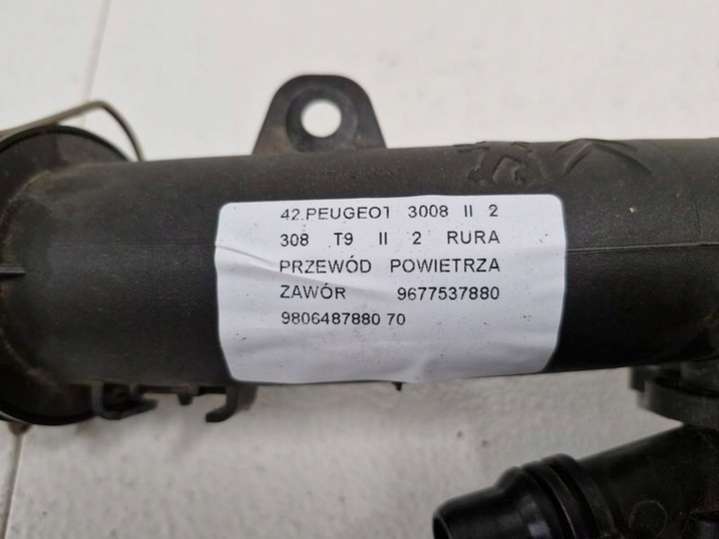 42.PEUGEOT 3008 II 2
308 T9 II 2 RURA
PRZEWÓD POWIETRZA
ZAWÓR 9677537880
9806487880 70